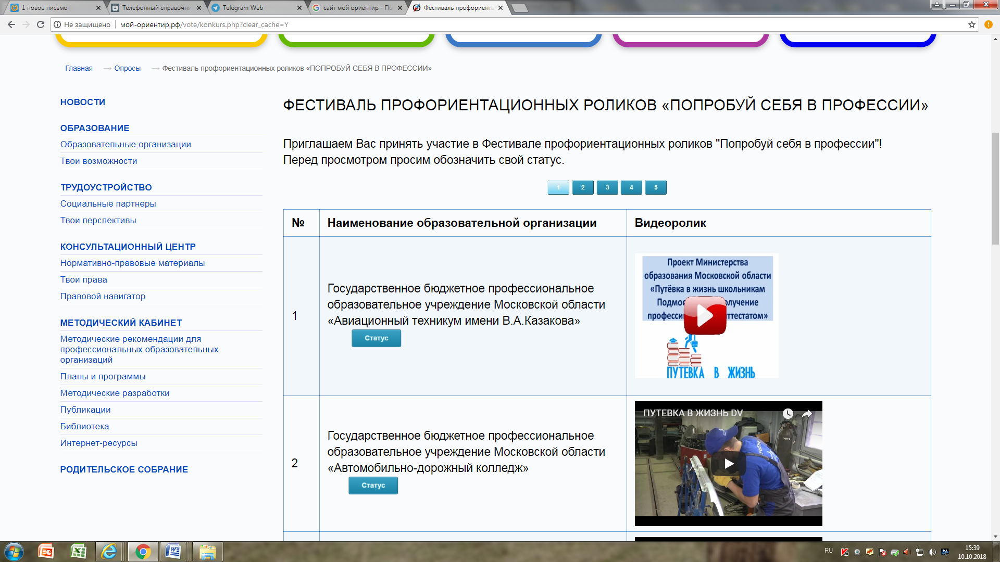 1 новое письмо
Телефонный справочни
Telegram Web
сайт мой ориентир - По
Фестиваль профориента
Не защищено
мой-ориентир.рф/vote/konkurs.php?clear_cache=Y
Главная → Опросы → Фестиваль профориентационных роликов «ПОПРОБУЙ СЕБЯ В ПРОФЕССИИ»
НОВОСТИ
ОБРАЗОВАНИЕ
Образовательные организации
Твои возможности
ТРУДОУСТРОЙСТВО
Социальные партнеры
Твои перспективы
КОНСУЛЬТАЦИОННЫЙ ЦЕНТР
Нормативно-правовые материалы
Твои права
Правовой навигатор
МЕТОДИЧЕСКИЙ КАБИНЕТ
Методические рекомендации для
профессиональных образовательных
организаций
Планы и программы
Методические разработки
Публикации
Библиотека
Интернет-ресурсы
РОДИТЕЛЬСКОЕ СОБРАНИЕ
ФЕСТИВАЛЬ ПРОФОРИЕНТАЦИОННЫХ РОЛИКОВ «ПОПРОБУЙ СЕБЯ В ПРОФЕССИИ»
Приглашаем Вас принять участие в Фестивале профориентационных роликов "Попробуй себя в профессии"!
Перед просмотром просим обозначить свой статус.
1 2 3 4 5
№ Наименование образовательной организации Видеоролик
1
Государственное бюджетное профессиональное
образовательное учреждение Московской области
«Авиационный техникум имени В.А.Казакова»
Статус
Проект Министерства
образования Московской области
«Путёвка в жизнь школьникам
Подмос олучение
професси ттестатом»
ПУТЕВКА В ЖИЗНЬ
2
Государственное бюджетное профессиональное
образовательное учреждение Московской области
«Автомобильно-дорожный колледж»
Статус
ПУТЕВКА В ЖИЗНЬ DV
RU
15:39
10.10.2018